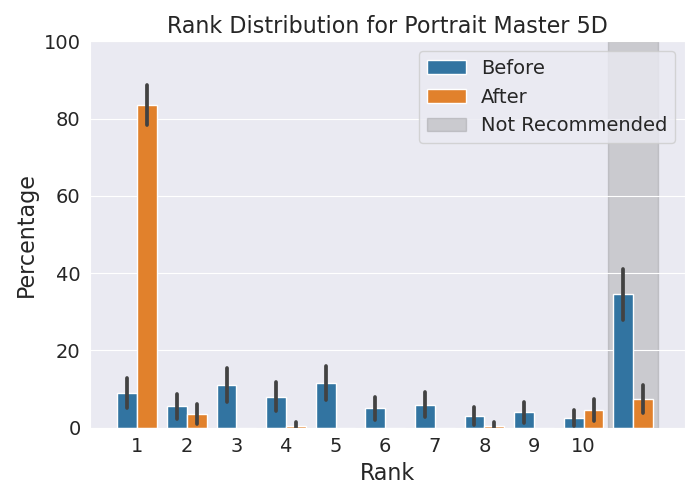 Rank Distribution for Portrait Master 5D
100
80
60
40
20
0
Percentage
Before
After
Not Recommended
1 2 3 4 5 6 7 8 9 10
Rank